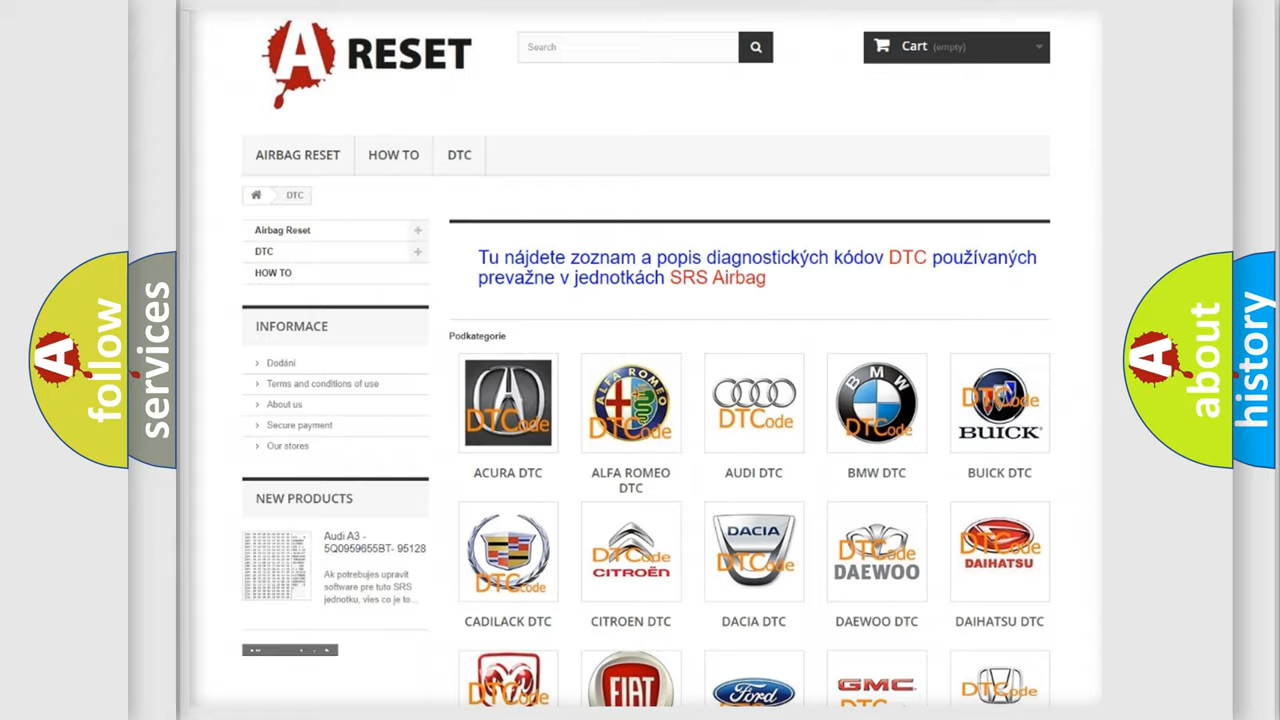 A RESET
Search
Cart (empty)
AIRBAG RESET
HOW TO
DTC
DTC
Airbag Reset
DTC
HOW TO
INFORMACE
Dodání
Terms and conditions of use
About us
Secure payment
Our stores
NEW PRODUCTS
Audi A3 -
5Q0959655BT- 95128
Ak potrebujes upravit
software pre tuto SRS
jednotku, vies co je to...
Tu nájdete zoznam a popis diagnostických kódov DTC používaných
prevažne v jednotkách SRS Airbag
Podkategorie
DTCode
ALFA ROMEO
DTCode
DTCode
BMW
DTCode
DTCode
BUICK
ACURA DTC
ALFA ROMEO
DTC
AUDI DTC
BMW DTC
BUICK DTC
DTCode
DTCode
CITROËN
DACIA
DTCode
DTCode
DAEWOO
DTCode
DAIHATSU
CADILACK DTC
CITROEN DTC
DACIA DTC
DAEWOO DTC
DAIHATSU DTC
DTCode
FIAT
Ford
GMC
DTCode
A
follow
services
A
about
history